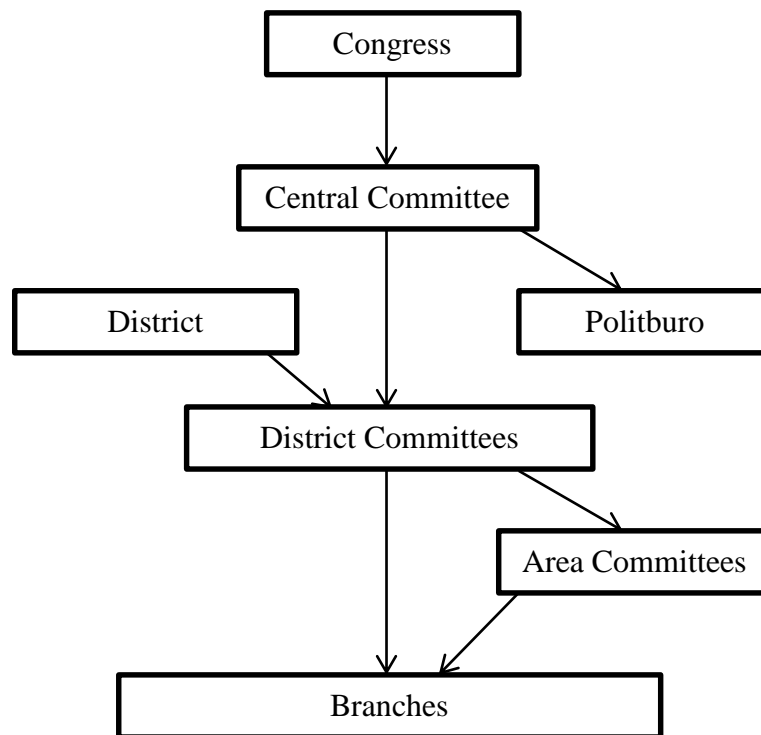 Congress
Central Committee
District
Politburo
District Committees
Area Committees
Branches